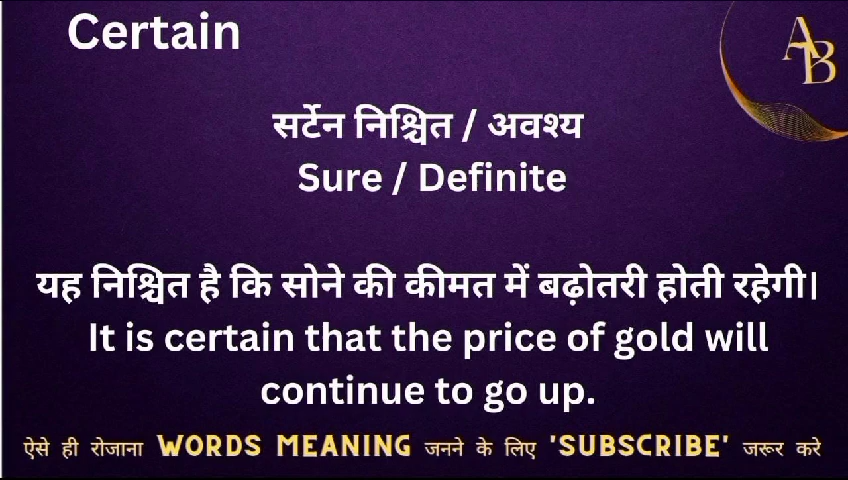 Certain
AB
सर्टेन निश्चित / अवश्य
Sure / Definite
यह निश्चित है कि सोने की कीमत में बढ़ोतरी होती रहेगी।
It is certain that the price of gold will
continue to go up.
ऐसे ही रोजाना WORDS MEANING जनने के लिए 'SUBSCRIBE' जरूर करे